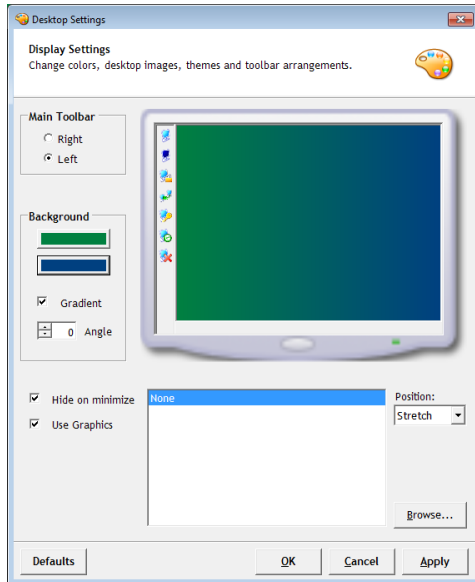 Desktop Settings
Display Settings
Change colors, desktop images, themes and toolbar arrangements.
Main Toolbar
Right
Left
Background
Gradient
0 Angle
Hide on minimize
Use Graphics
None
Position:
Stretch
Browse...
Defaults
OK
Cancel
Apply